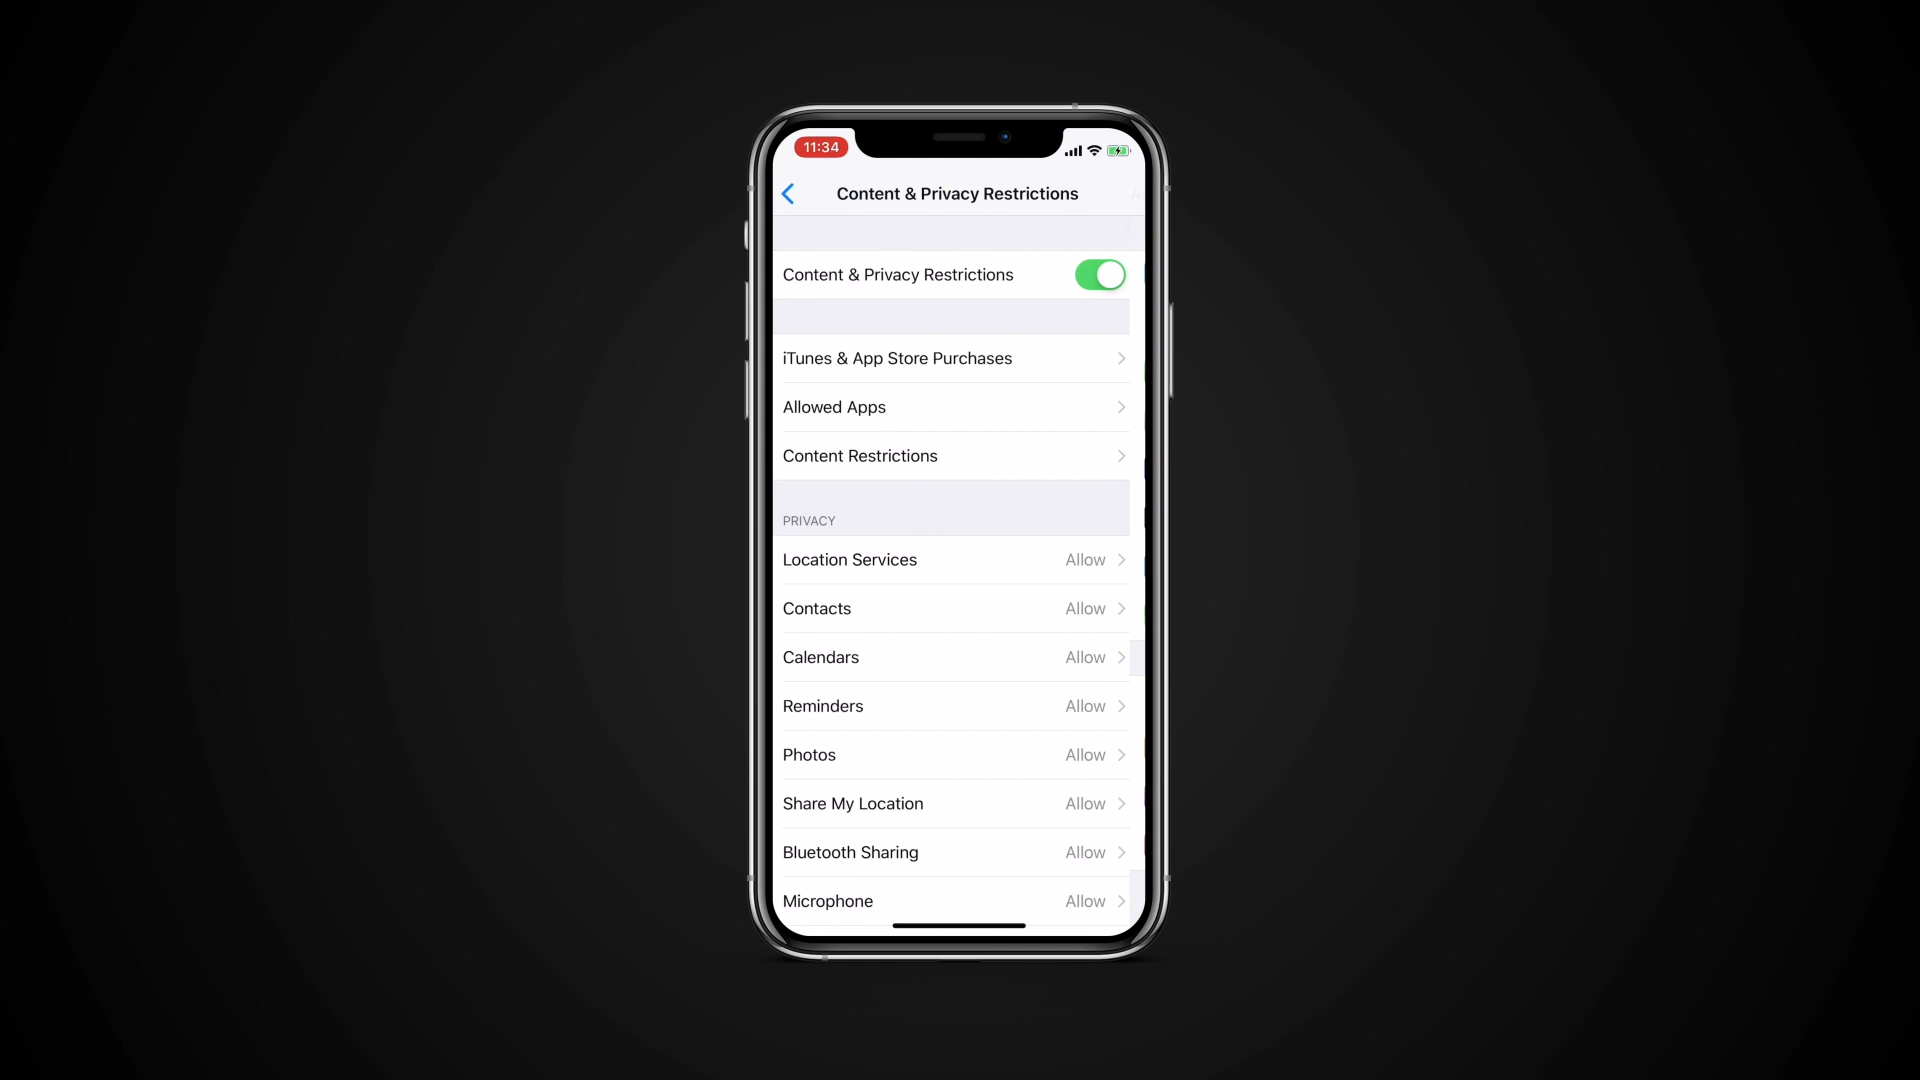 11:34
Content & Privacy Restrictions
Content & Privacy Restrictions
iTunes & App Store Purchases
Allowed Apps
Content Restrictions
PRIVACY
Location Services Allow
Contacts Allow
Calendars Allow
Reminders Allow
Photos Allow
Share My Location Allow
Bluetooth Sharing Allow
Microphone Allow